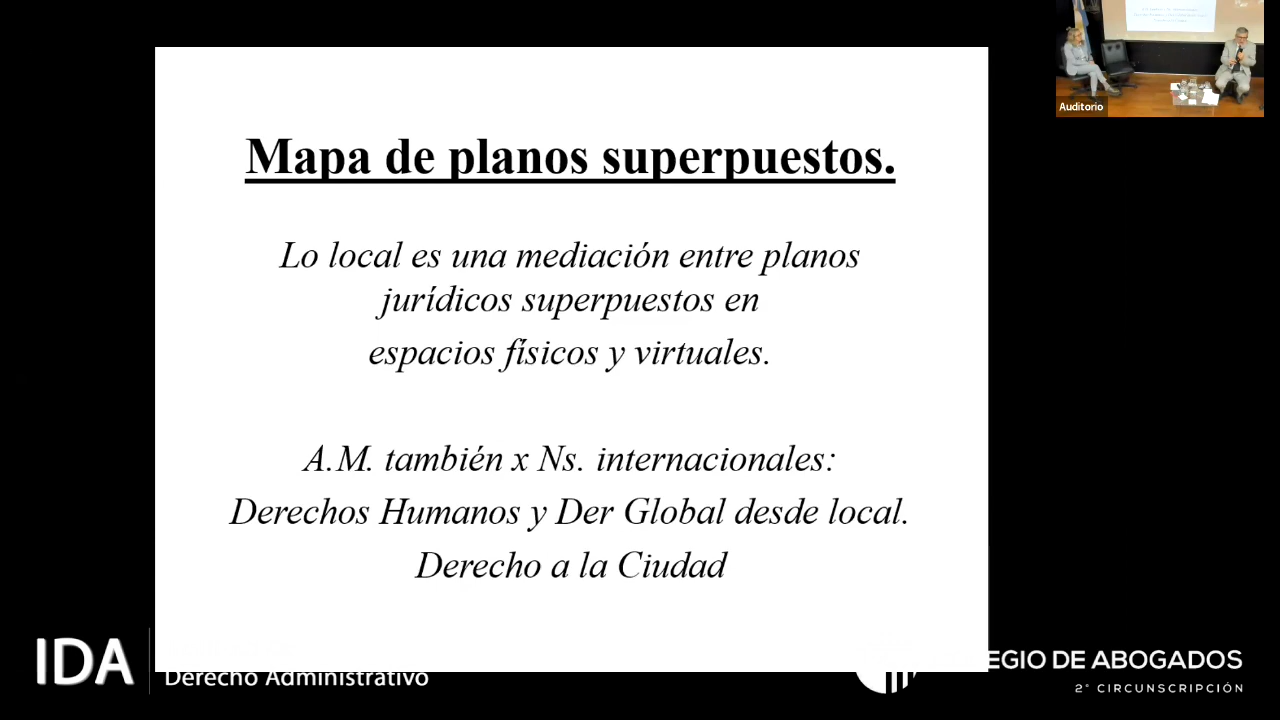 Mapa de planos superpuestos.
Lo local es una mediación entre planos
jurídicos superpuestos en
espacios físicos y virtuales.
A.M. también x Ns. internacionales:
Derechos Humanos y Der Global desde local.
Derecho a la Ciudad
Auditorio
IDA
Derecho Administrativo
EGIO DE ABOGADOS
2° CIRCUNSCRIPCIÓN